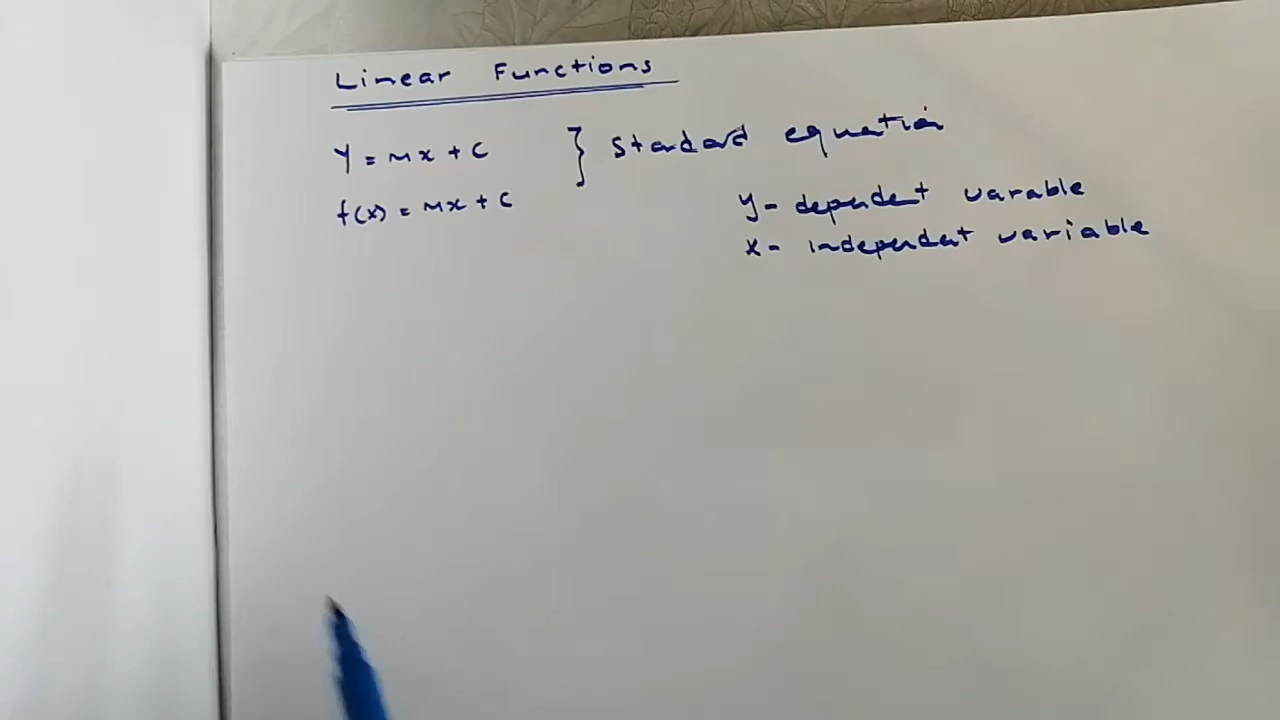 Linear Functions
y = mx + c } standard equation
f(x) = mx + c
y - dependent varable
x - independent variable